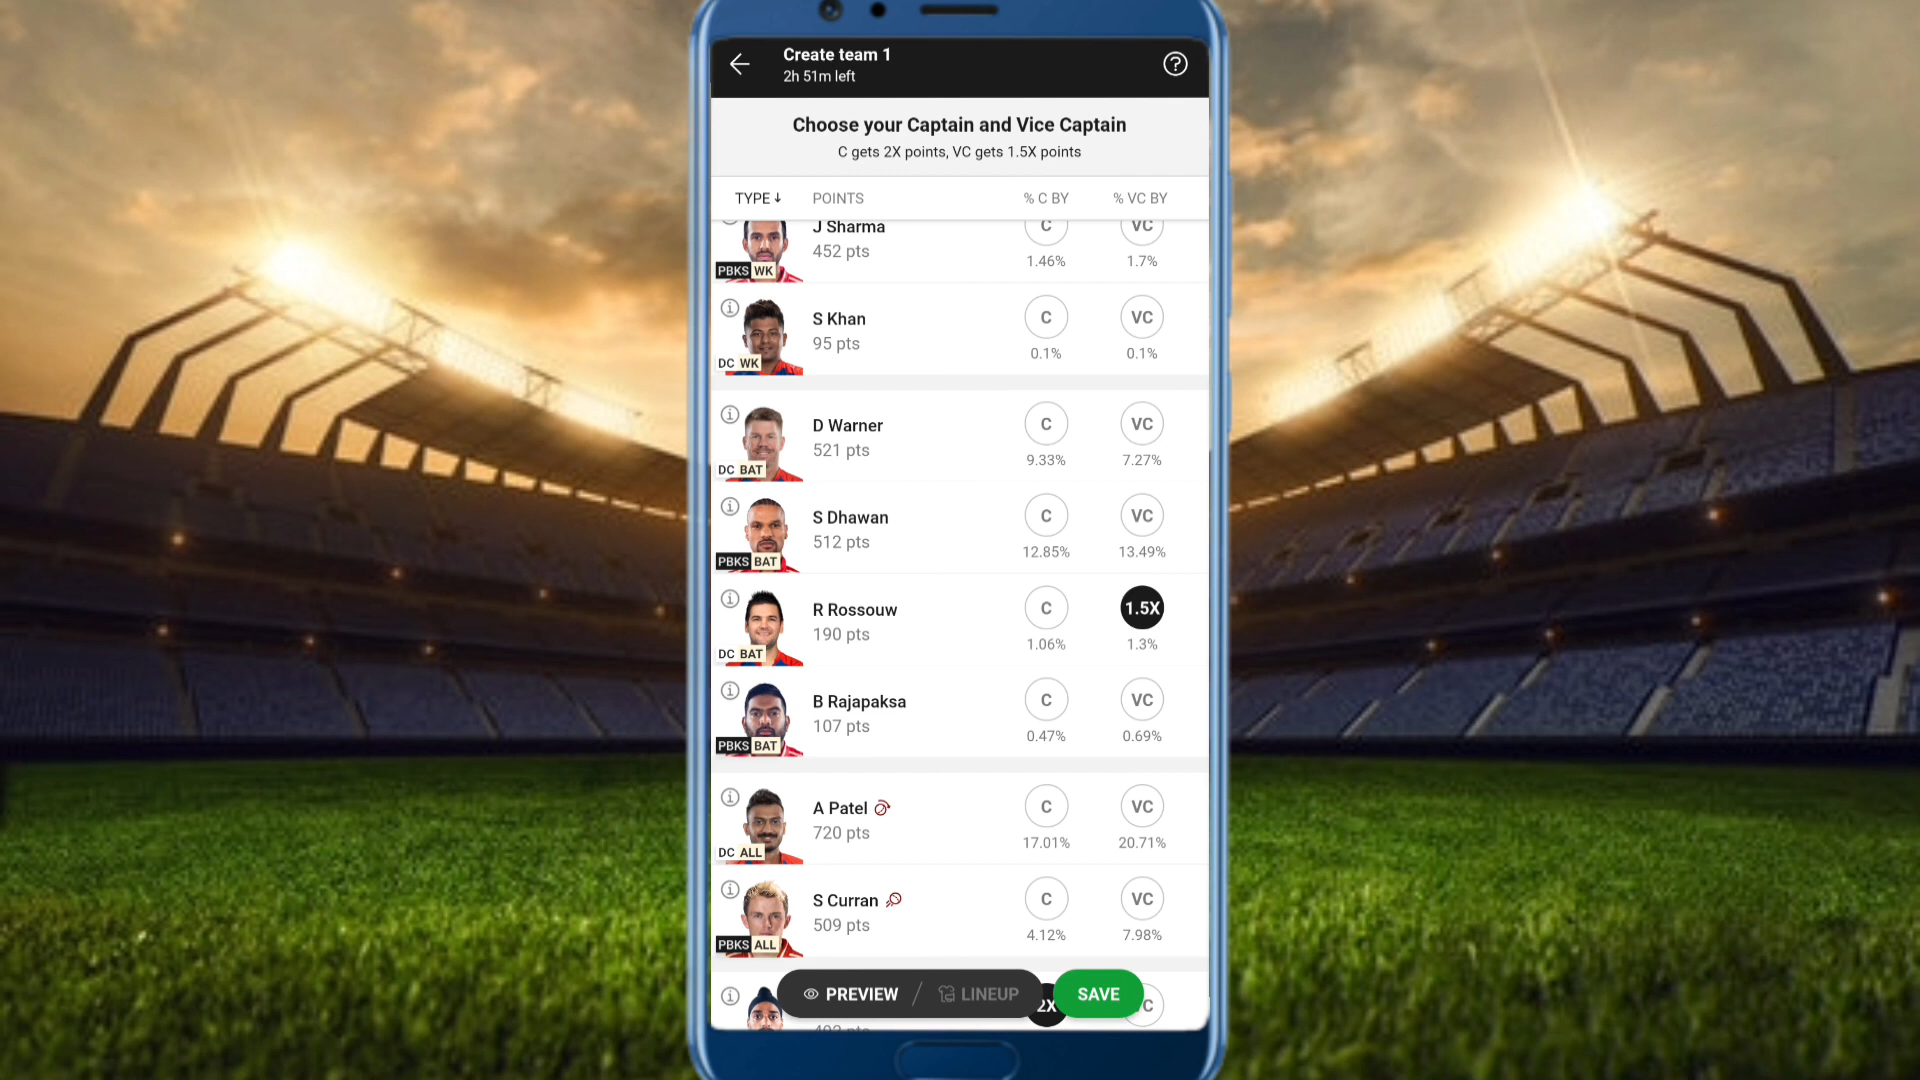 Create team 1
2h 51m left
Choose your Captain and Vice Captain
C gets 2X points, VC gets 1.5X points
TYPE POINTS % C BY % VC BY
J Sharma C VC
452 pts 1.46% 1.7%
PBKS WK
S Khan C VC
95 pts 0.1% 0.1%
DC WK
D Warner C VC
521 pts 9.33% 7.27%
DC BAT
S Dhawan C VC
512 pts 12.85% 13.49%
PBKS BAT
R Rossouw C 1.5X
190 pts 1.06% 1.3%
DC BAT
B Rajapaksa C VC
107 pts 0.47% 0.69%
PBKS BAT
A Patel C VC
720 pts 17.01% 20.71%
DC ALL
S Curran C VC
509 pts 4.12% 7.98%
PBKS ALL
PREVIEW LINEUP 2X SAVE